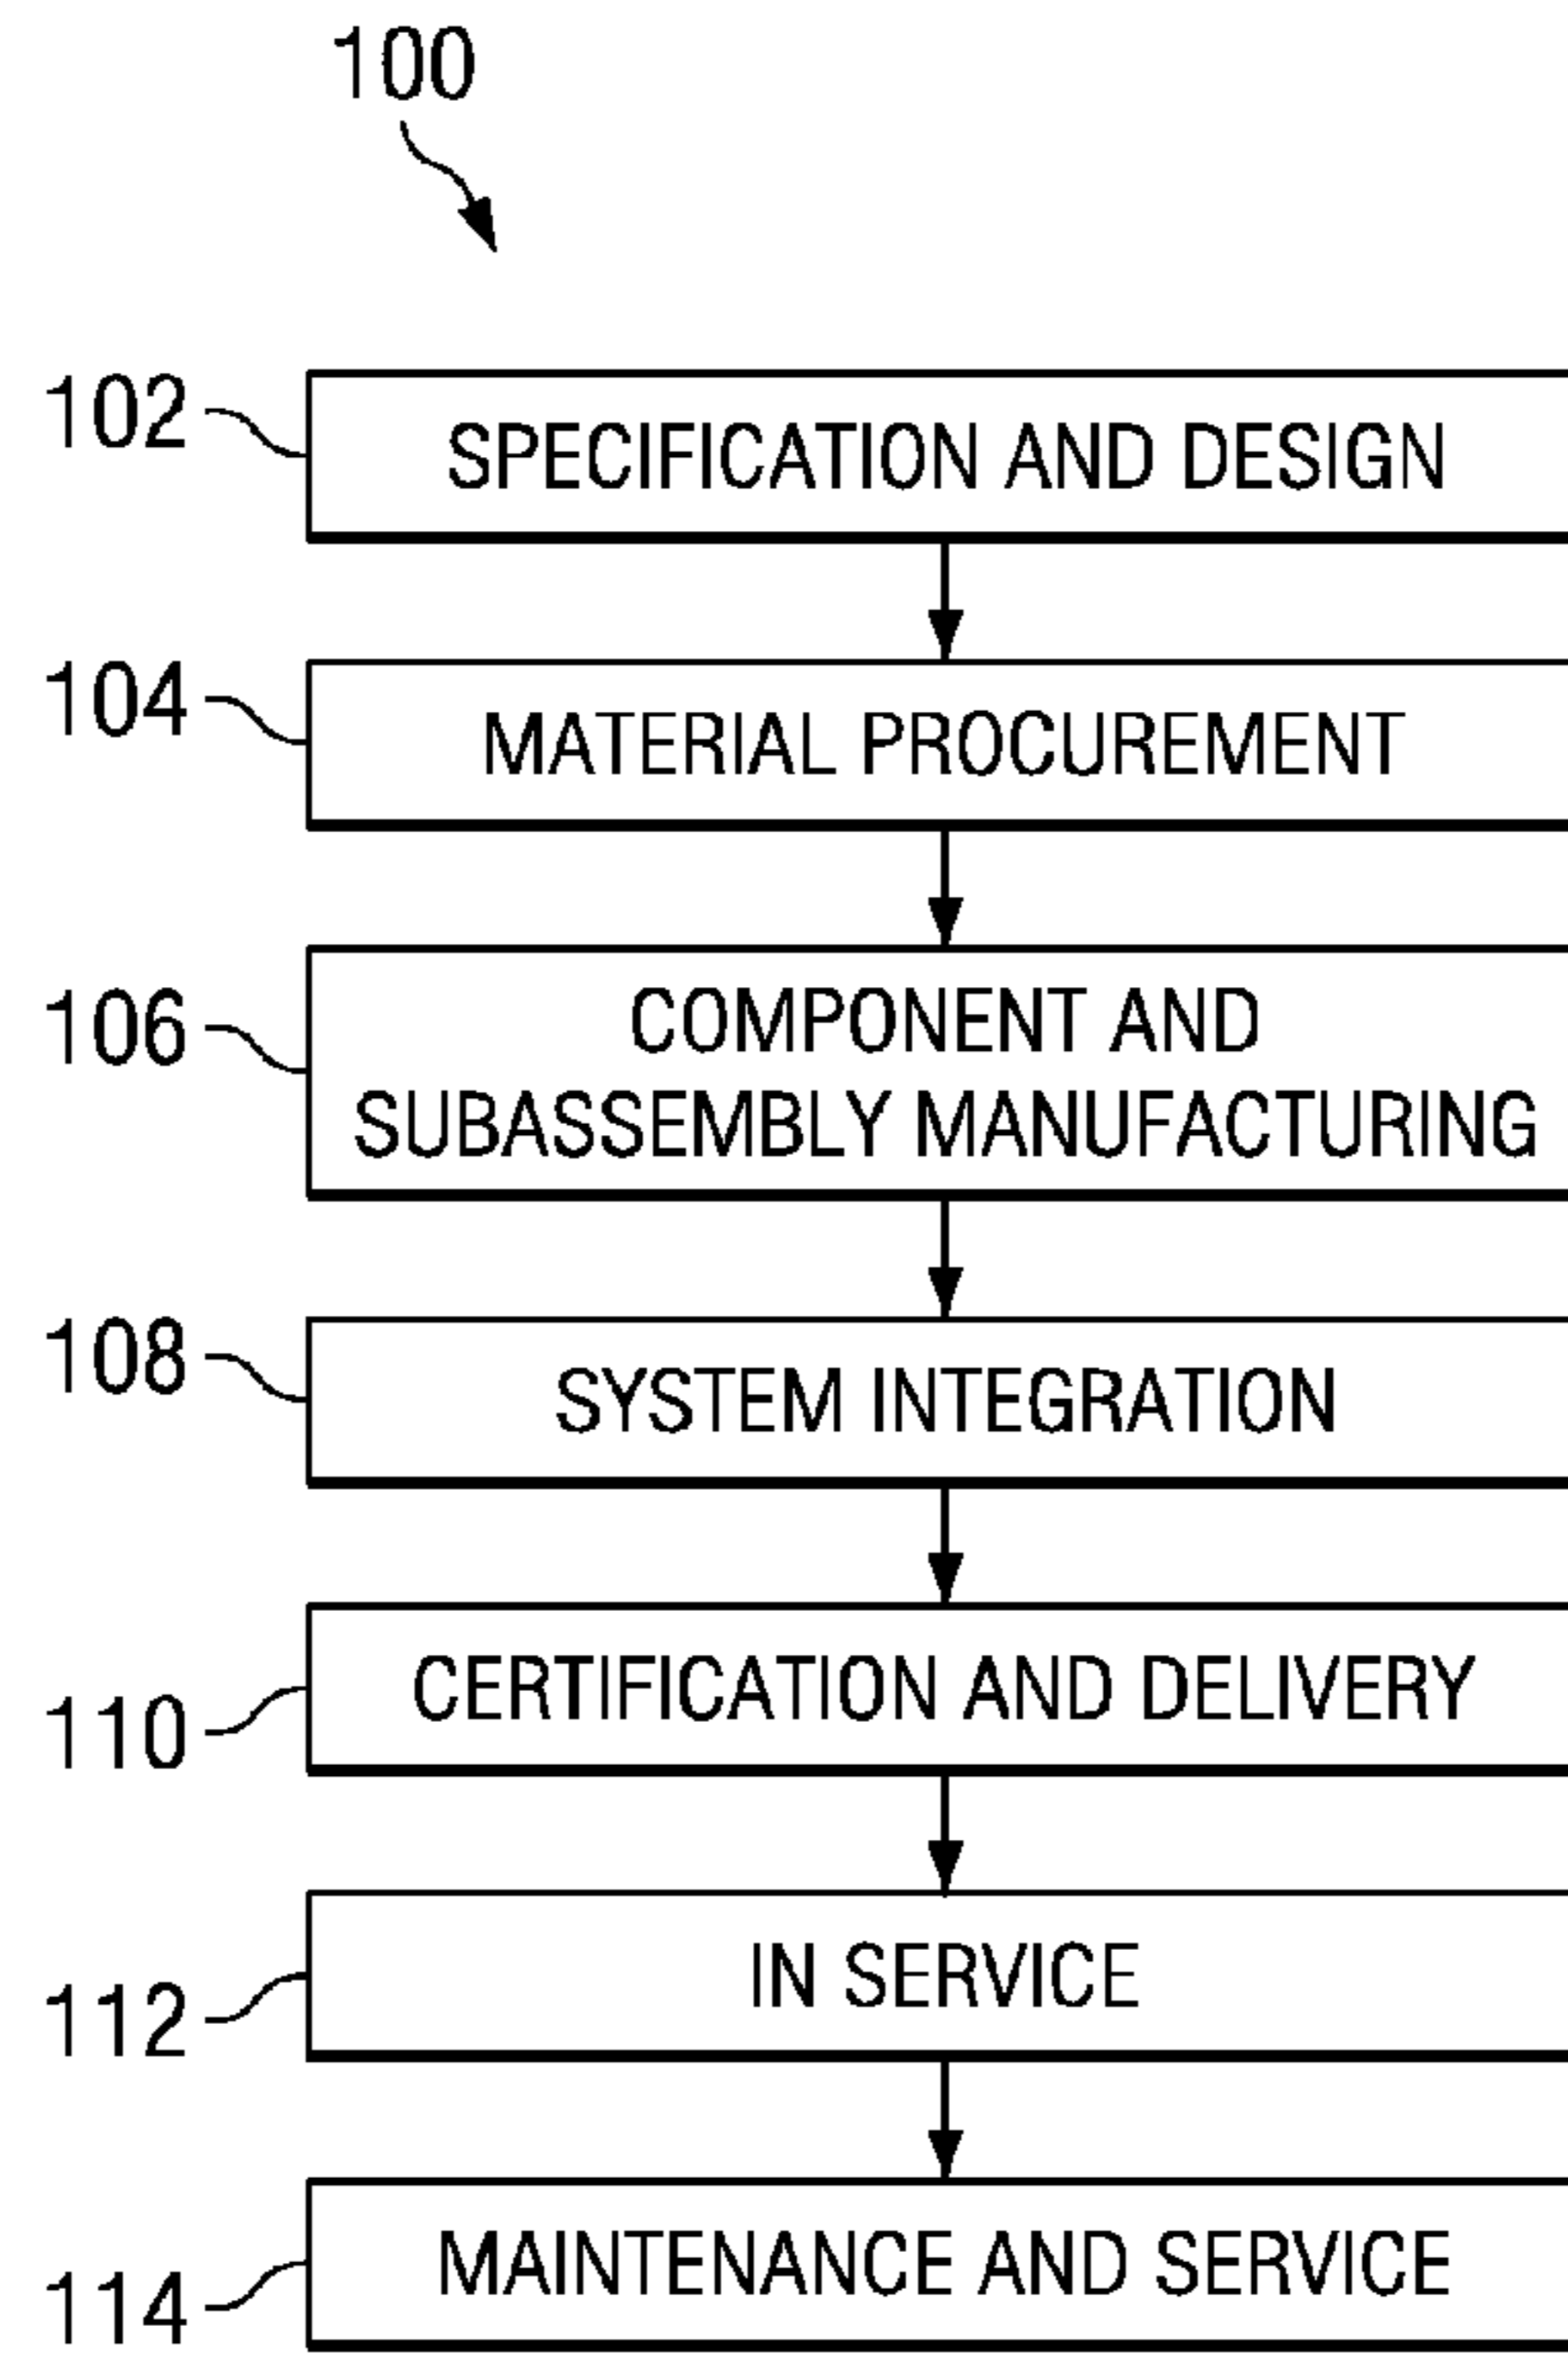 100
102
SPECIFICATION AND DESIGN
104
MATERIAL PROCUREMENT
106
COMPONENT AND
SUBASSEMBLY MANUFACTURING
108
SYSTEM INTEGRATION
110
CERTIFICATION AND DELIVERY
112
IN SERVICE
114
MAINTENANCE AND SERVICE